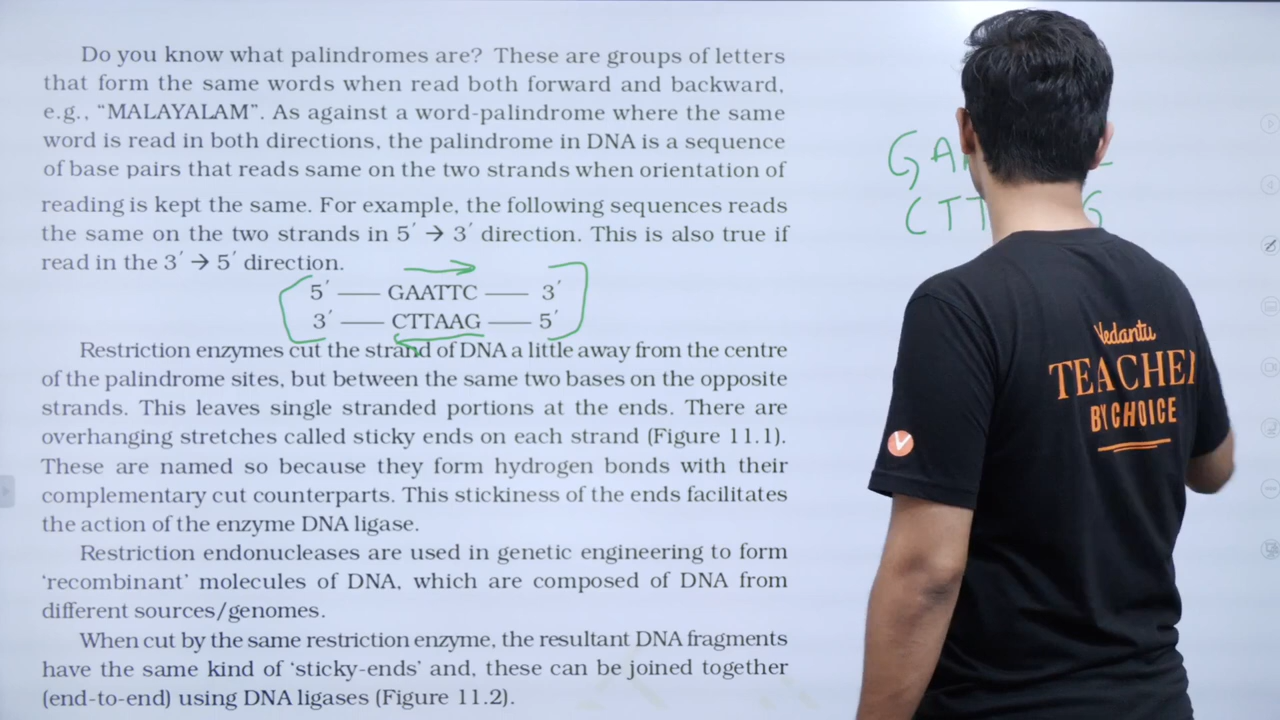 Do you know what palindromes are? These are groups of letters
that form the same words when read both forward and backward,
e.g., “MALAYALAM”. As against a word-palindrome where the same
word is read in both directions, the palindrome in DNA is a sequence
of base pairs that reads same on the two strands when orientation of
reading is kept the same. For example, the following sequences reads
the same on the two strands in 5´ → 3´ direction. This is also true if
read in the 3´ → 5´ direction.
5´ —— GAATTC —— 3´
3´ —— CTTAAG —— 5´
Restriction enzymes cut the strand of DNA a little away from the centre
of the palindrome sites, but between the same two bases on the opposite
strands. This leaves single stranded portions at the ends. There are
overhanging stretches called sticky ends on each strand (Figure 11.1).
These are named so because they form hydrogen bonds with their
complementary cut counterparts. This stickiness of the ends facilitates
the action of the enzyme DNA ligase.
Restriction endonucleases are used in genetic engineering to form
‘recombinant’ molecules of DNA, which are composed of DNA from
different sources/genomes.
When cut by the same restriction enzyme, the resultant DNA fragments
have the same kind of ‘sticky-ends’ and, these can be joined together
(end-to-end) using DNA ligases (Figure 11.2).
Vedantu
TEACHER
BY CHOICE